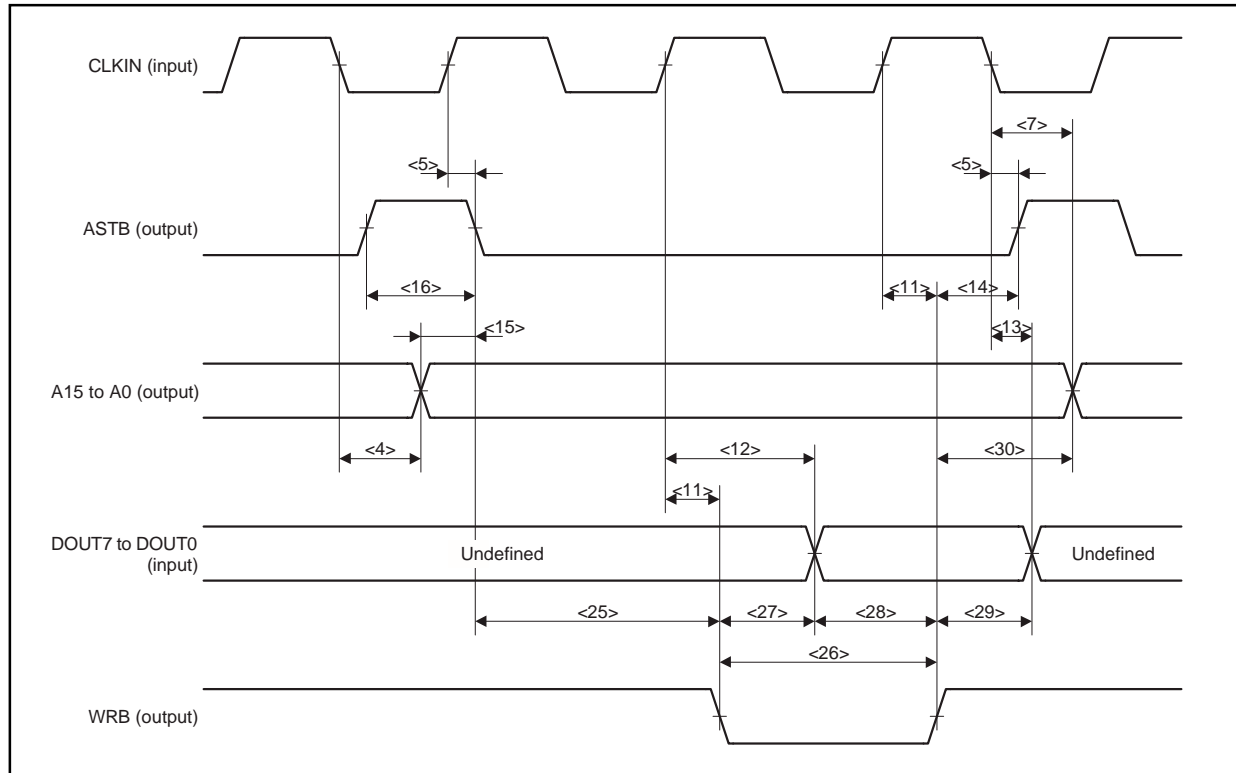 CLKIN (input)
<7>
<5>
<5>
ASTB (output)
<16>
<11>
<14>
<15>
<13>
A15 to A0 (output)
<4>
<12>
<30>
<11>
DOUT7 to DOUT0
(input)
Undefined
Undefined
<25>
<27>
<28>
<29>
<26>
WRB (output)